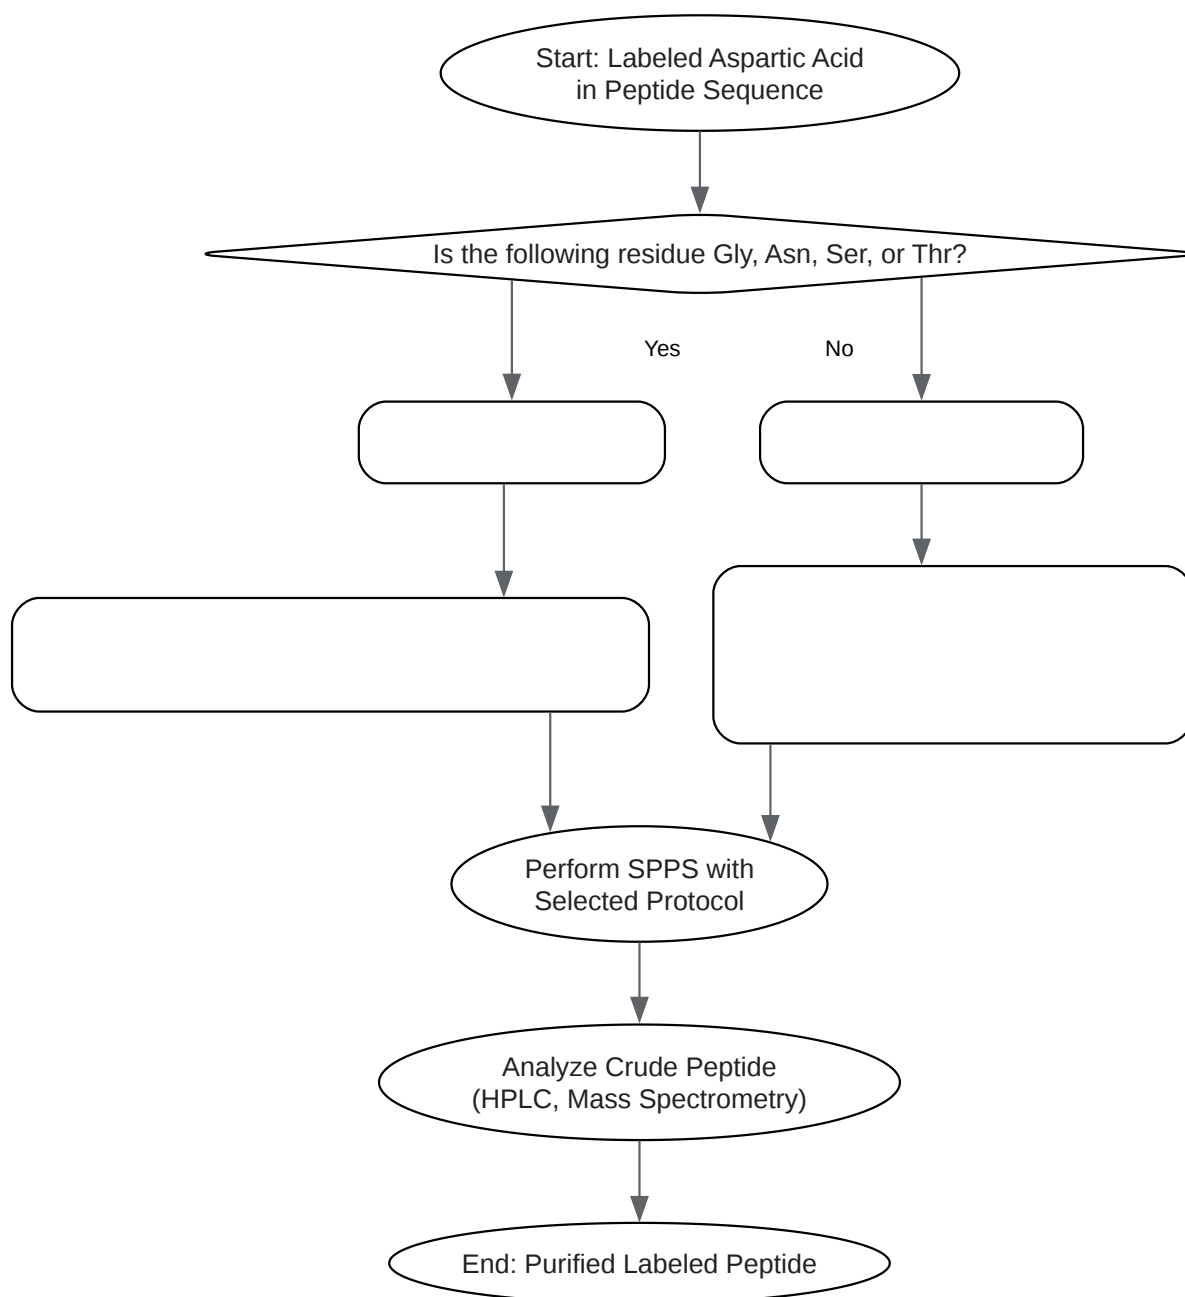 Start: Labeled Aspartic Acid
in Peptide Sequence
Is the following residue Gly, Asn, Ser, or Thr?
Yes
No
Perform SPPS with
Selected Protocol
Analyze Crude Peptide
(HPLC, Mass Spectrometry)
End: Purified Labeled Peptide